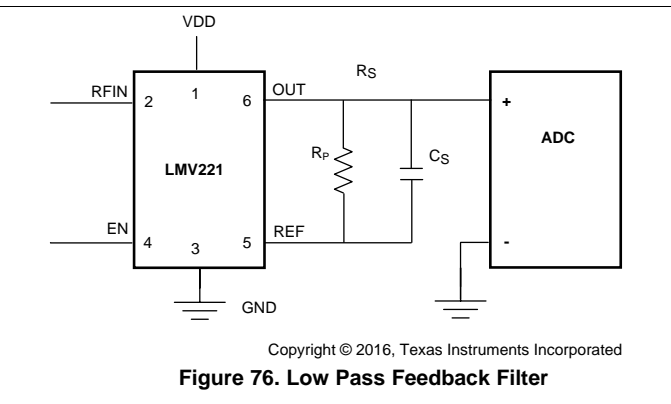 VDD
RFIN
2
1
6
OUT
RS
RP
CS
+
ADC
LMV221
EN
4
3
5
REF
-
GND
Copyright © 2016, Texas Instruments Incorporated
Figure 76. Low Pass Feedback Filter